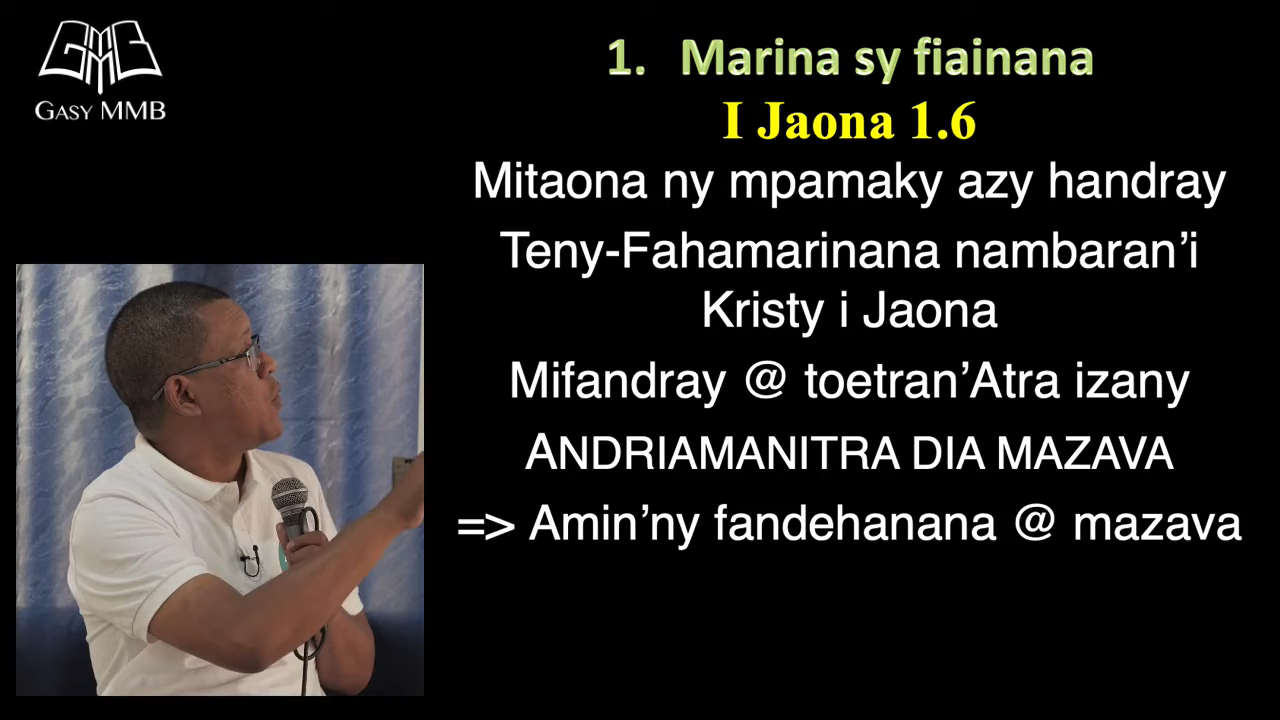 GMMB
GASY MMB
1. Marina sy fiainana
I Jaona 1.6
Mitaona ny mpamaky azy handray
Teny-Fahamarinana nambaran’i
Kristy i Jaona
Mifandray @ toetran’Atra izany
ANDRIAMANITRA DIA MAZAVA
=> Amin’ny fandehanana @ mazava